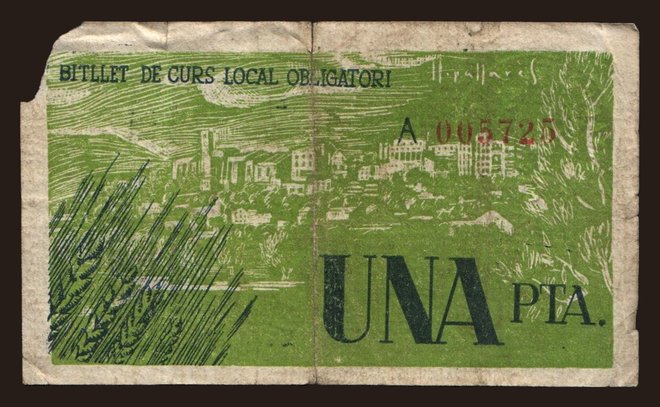 BITLLET DE CURS LOCAL OBLIGATORI
A 005725
UNA PTA.